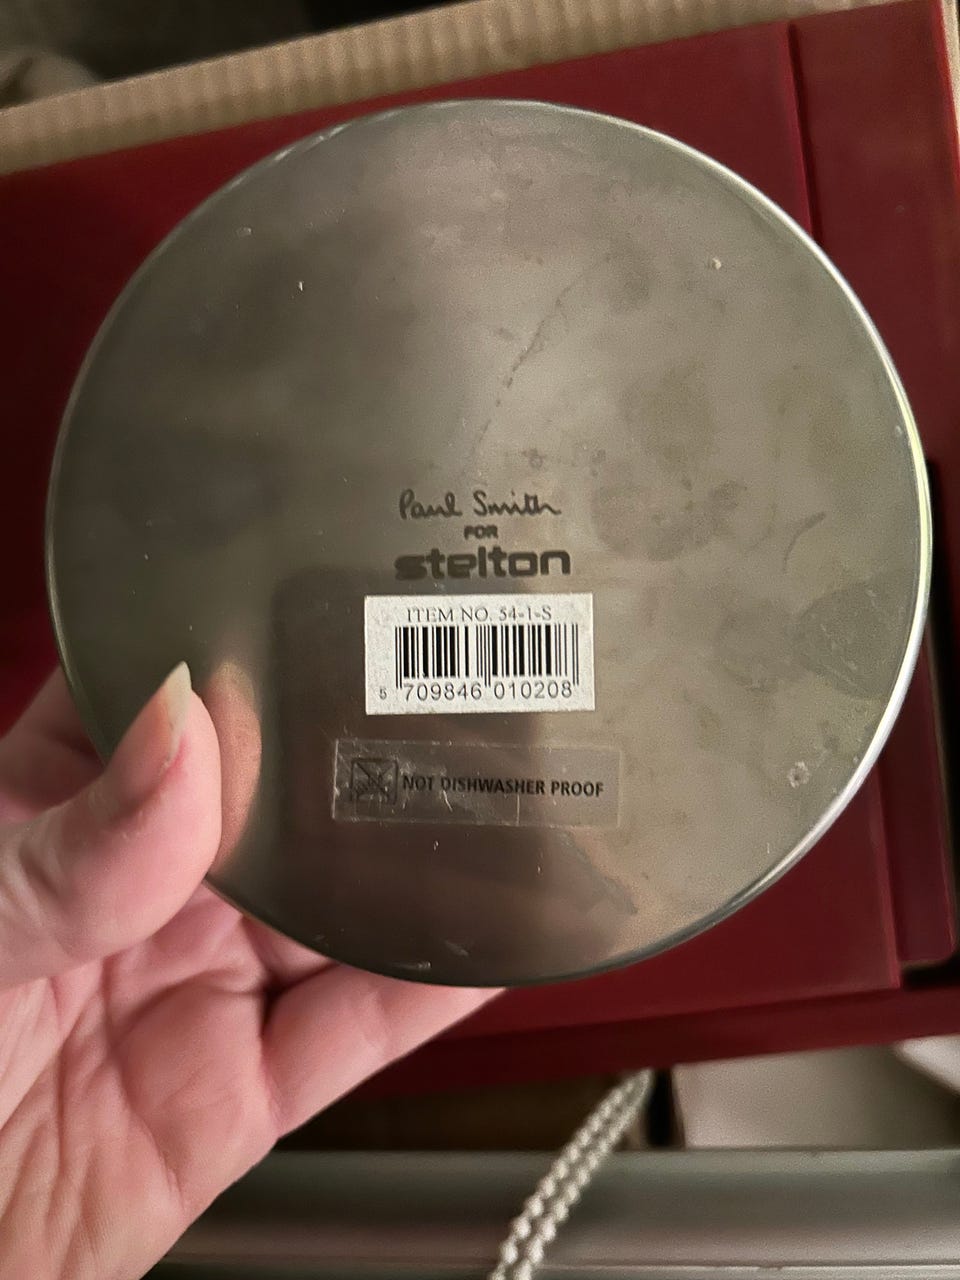 Paul Smith
FOR
stelton
ITEM NO. 54-1-S
5 709846 010208
NOT DISHWASHER PROOF